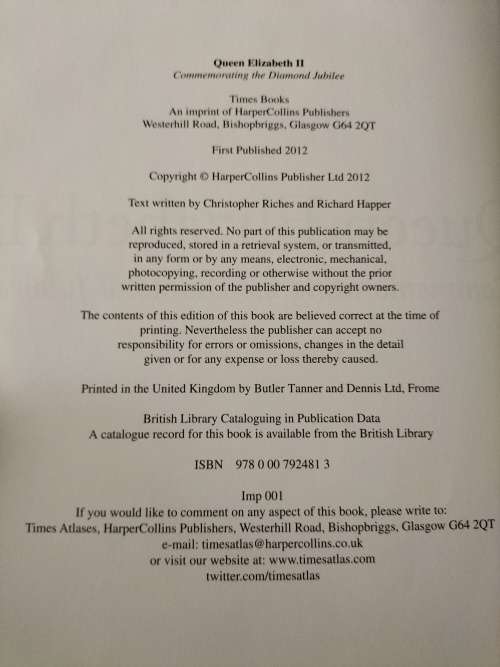 Queen Elizabeth II
Commemorating the Diamond Jubilee
Times Books
An imprint of HarperCollins Publishers
Westerhill Road, Bishopbriggs, Glasgow G64 2QT
First Published 2012
Copyright © HarperCollins Publisher Ltd 2012
Text written by Christopher Riches and Richard Happer
All rights reserved. No part of this publication may be
reproduced, stored in a retrieval system, or transmitted,
in any form or by any means, electronic, mechanical,
photocopying, recording or otherwise without the prior
written permission of the publisher and copyright owners.
The contents of this edition of this book are believed correct at the time of
printing. Nevertheless the publisher can accept no
responsibility for errors or omissions, changes in the detail
given or for any expense or loss thereby caused.
Printed in the United Kingdom by Butler Tanner and Dennis Ltd, Frome
British Library Cataloguing in Publication Data
A catalogue record for this book is available from the British Library
ISBN 978 0 00 792481 3
Imp 001
If you would like to comment on any aspect of this book, please write to:
Times Atlases, HarperCollins Publishers, Westerhill Road, Bishopbriggs, Glasgow G64 2QT
e-mail: timesatlas@harpercollins.co.uk
or visit our website at: www.timesatlas.com
twitter.com/timesatlas